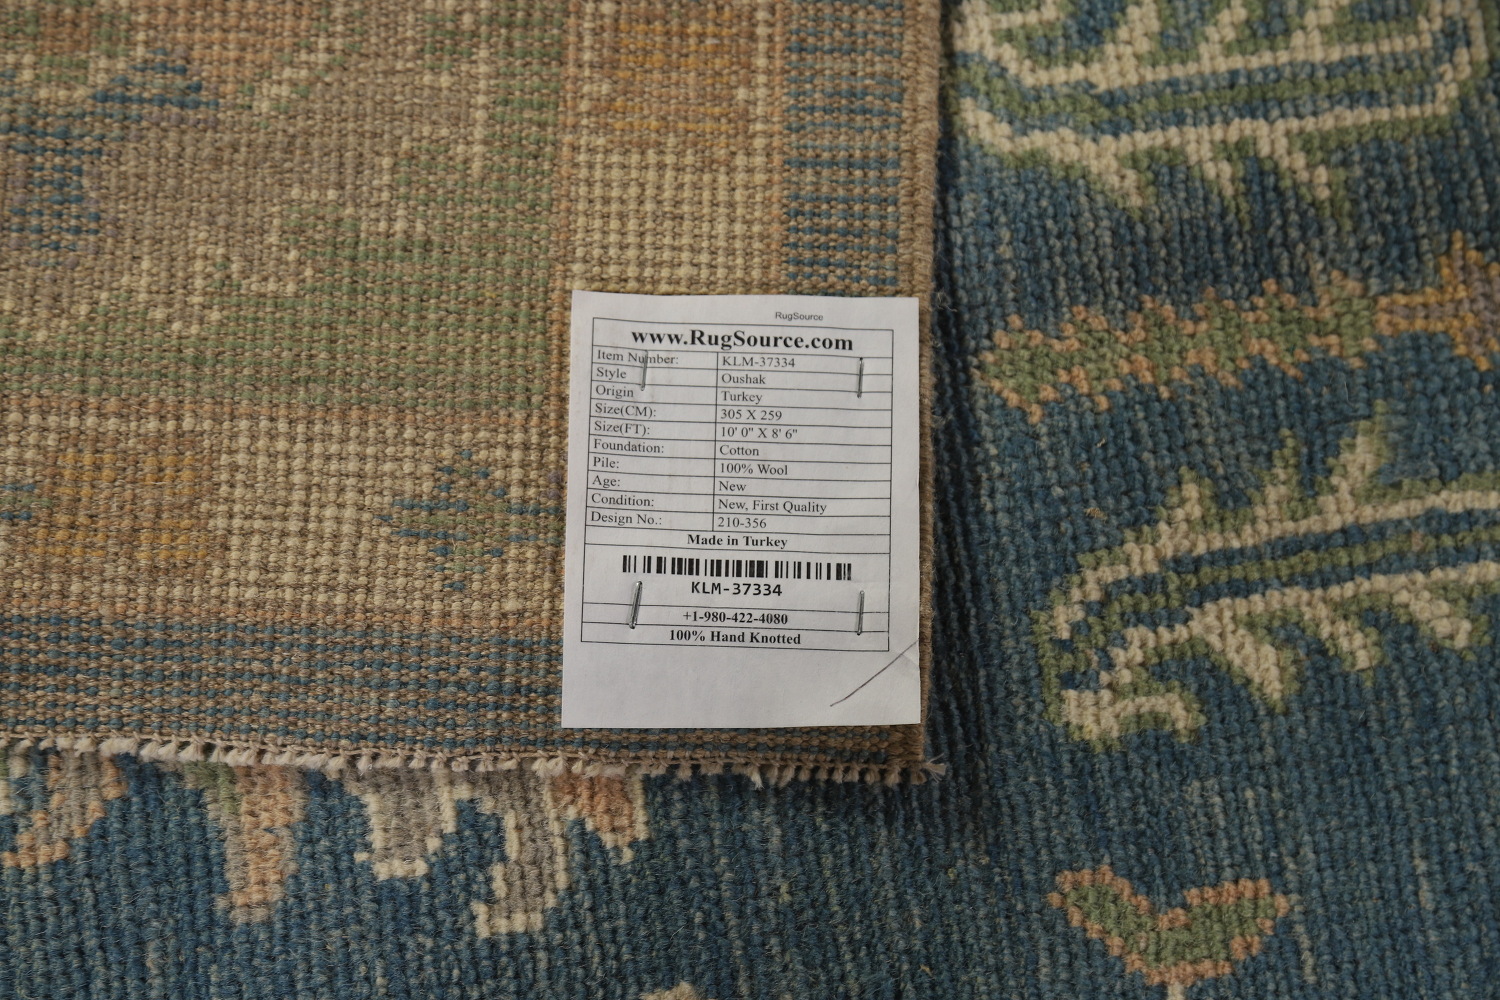 RugSource
www.RugSource.com
Item Number: KLM-37334
Style Oushak
Origin Turkey
Size(CM): 305 X 259
Size(FT): 10' 0" X 8' 6"
Foundation: Cotton
Pile: 100% Wool
Age: New
Condition: New, First Quality
Design No.: 210-356
Made in Turkey
KLM-37334
+1-980-422-4080
100% Hand Knotted